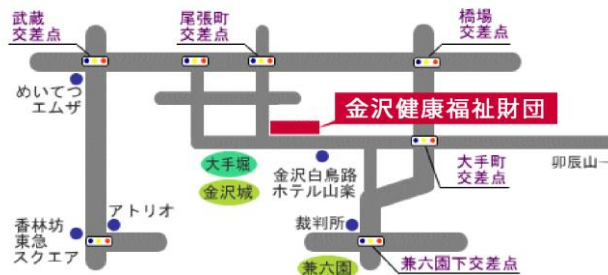 武蔵
交差点
尾張町
交差点
橋場
交差点
めいてつ
エムザ
金沢健康福祉財団
大手堀
金沢城
金沢白鳥路
ホテル山楽
大手町
交差点
卯辰山→
香林坊
東急
スクエア
アトリオ
裁判所
兼六園
兼六園下交差点